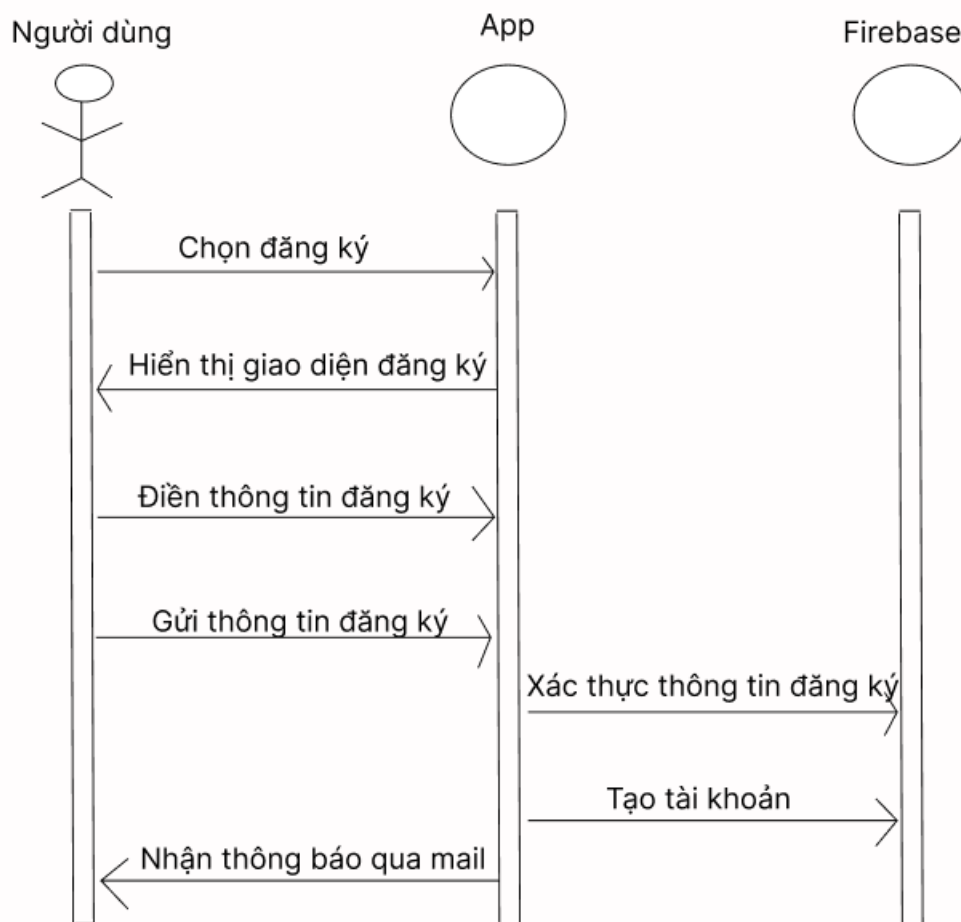 Người dùng
App
Firebase
Chọn đăng ký
Hiển thị giao diện đăng ký
Điền thông tin đăng ký
Gửi thông tin đăng ký
Xác thực thông tin đăng ký
Tạo tài khoản
Nhận thông báo qua mail